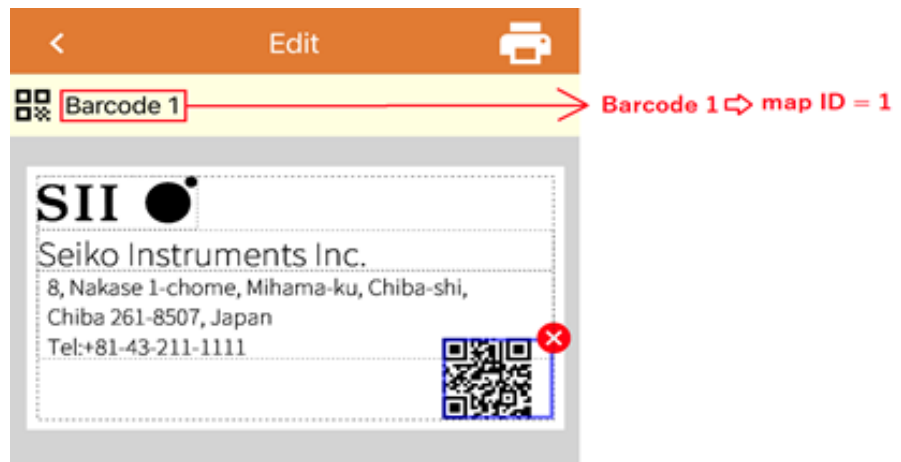 Edit
Barcode 1
Barcode 1 ⇨ map ID = 1
SII
Seiko Instruments Inc.
8, Nakase 1-chome, Mihama-ku, Chiba-shi,
Chiba 261-8507, Japan
Tel:+81-43-211-1111